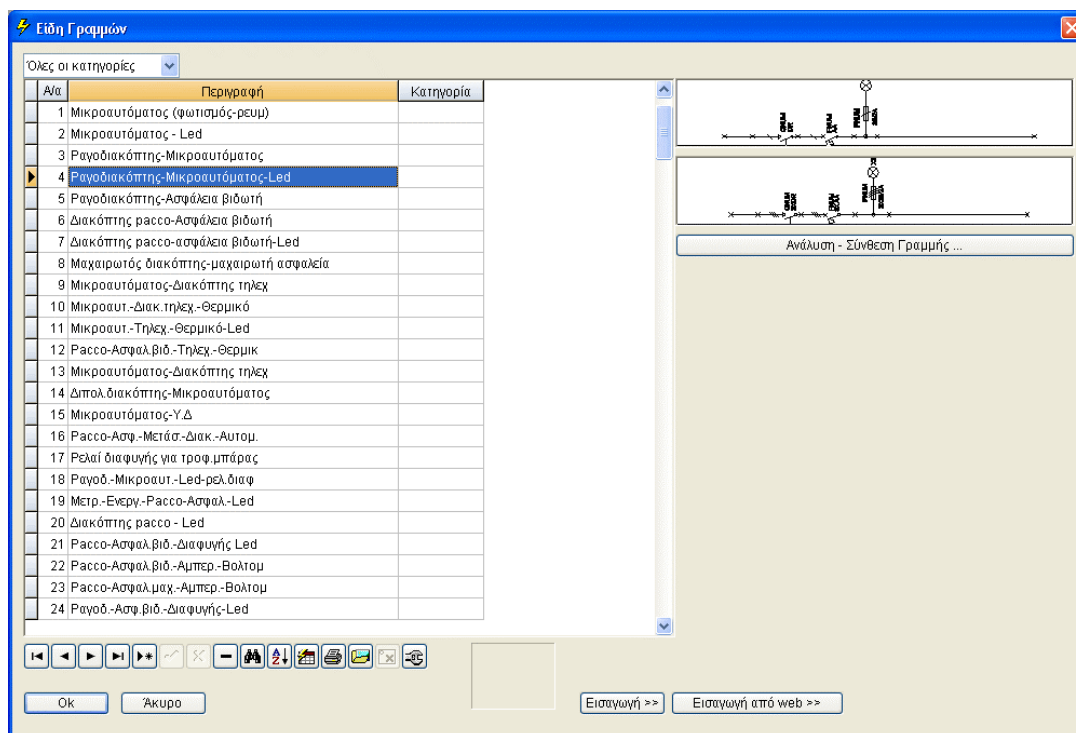 Είδη Γραμμών
Όλες οι κατηγορίες
Α/α Περιγραφή Κατηγορία
1 Μικροαυτόματος (φωτισμός-ρευμ)
2 Μικροαυτόματος - Led
3 Ραγοδιακόπτης-Μικροαυτόματος
4 Ραγοδιακόπτης-Μικροαυτόματος-Led
5 Ραγοδιακόπτης-Ασφάλεια βιδωτή
6 Διακόπτης pacco-Ασφάλεια βιδωτή
7 Διακόπτης pacco-ασφάλεια βιδωτή-Led
8 Μαχαιρωτός διακόπτης-μαχαιρωτή ασφαλεία
9 Μικροαυτόματος-Διακόπτης τηλεχ
10 Μικροαυτ.-Διακ.τηλεχ.-Θερμικό
11 Μικροαυτ.-Τηλεχ.-Θερμικό-Led
12 Pacco-Ασφαλ.βιδ.-Τηλεχ.-Θερμικ
13 Μικροαυτόματος-Διακόπτης τηλεχ
14 Διπολ.διακόπτης-Μικροαυτόματος
15 Μικροαυτόματος-Υ.Δ
16 Pacco-Ασφ.-Μετάσ.-Διακ.-Αυτομ.
17 Ρελαί διαφυγής για τροφ.μπάρας
18 Ραγοδ.-Μικροαυτ.-Led-ρελ.διαφ
19 Μετρ.-Ενεργ.-Pacco-Ασφαλ.-Led
20 Διακόπτης pacco - Led
21 Pacco-Ασφαλ.βιδ.-Διαφυγής Led
22 Pacco-Ασφαλ.βιδ.-Αμπερ.-Βολτομ
23 Pacco-Ασφαλ.μαχ.-Αμπερ.-Βολτομ
24 Ραγοδ.-Ασφ.βιδ.-Διαφυγής-Led
Ανάλυση - Σύνθεση Γραμμής ...
Ok Άκυρο Εισαγωγή >> Εισαγωγή από web >>